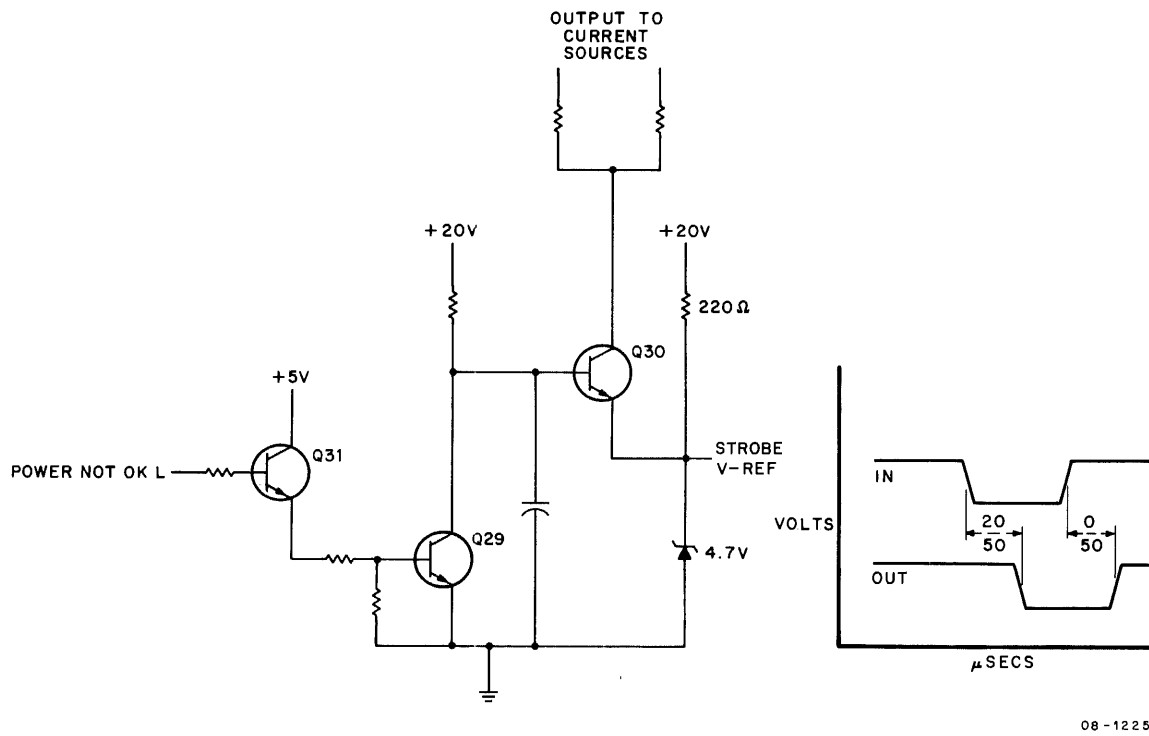 OUTPUT TO
CURRENT
SOURCES
+20V
+20V
220Ω
Q30
+5V
Q31
POWER NOT OK L
STROBE
V-REF
Q29
4.7V
VOLTS
IN
20
50
0
50
OUT
μSECS
08-1225